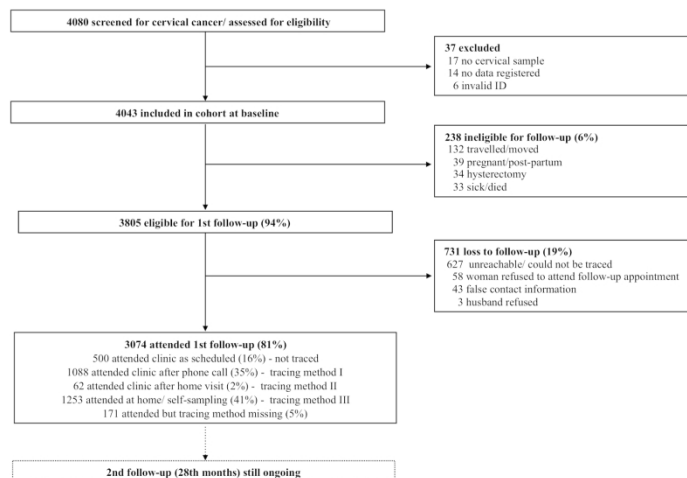 4080 screened for cervical cancer/ assessed for eligibility
37 excluded
17 no cervical sample
14 no data registered
6 invalid ID
4043 included in cohort at baseline
238 ineligible for follow-up (6%)
132 travelled/moved
39 pregnant/post-partum
34 hysterectomy
33 sick/died
3805 eligible for 1st follow-up (94%)
731 loss to follow-up (19%)
627 unreachable/ could not be traced
58 woman refused to attend follow-up appointment
43 false contact information
3 husband refused
3074 attended 1st follow-up (81%)
500 attended clinic as scheduled (16%) - not traced
1088 attended clinic after phone call (35%) - tracing method I
62 attended clinic after home visit (2%) - tracing method II
1253 attended at home/ self-sampling (41%) - tracing method III
171 attended but tracing method missing (5%)
2nd follow-up (28th months) still ongoing